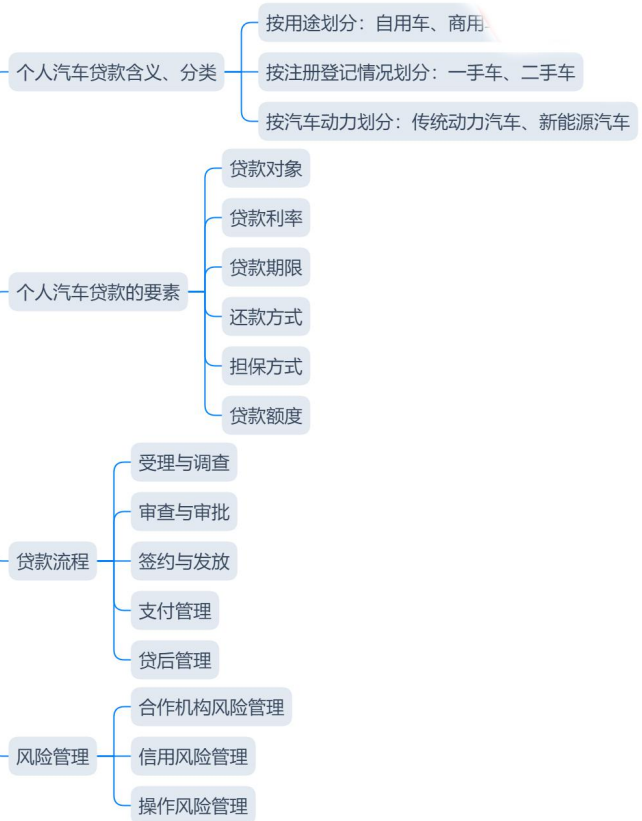 按用途划分：自用车、商用
个人汽车贷款含义、分类
按注册登记情况划分：一手车、二手车
按汽车动力划分：传统动力汽车、新能源汽车
个人汽车贷款的要素
贷款对象
贷款利率
贷款期限
还款方式
担保方式
贷款额度
贷款流程
受理与调查
审查与审批
签约与发放
支付管理
贷后管理
风险管理
合作机构风险管理
信用风险管理
操作风险管理